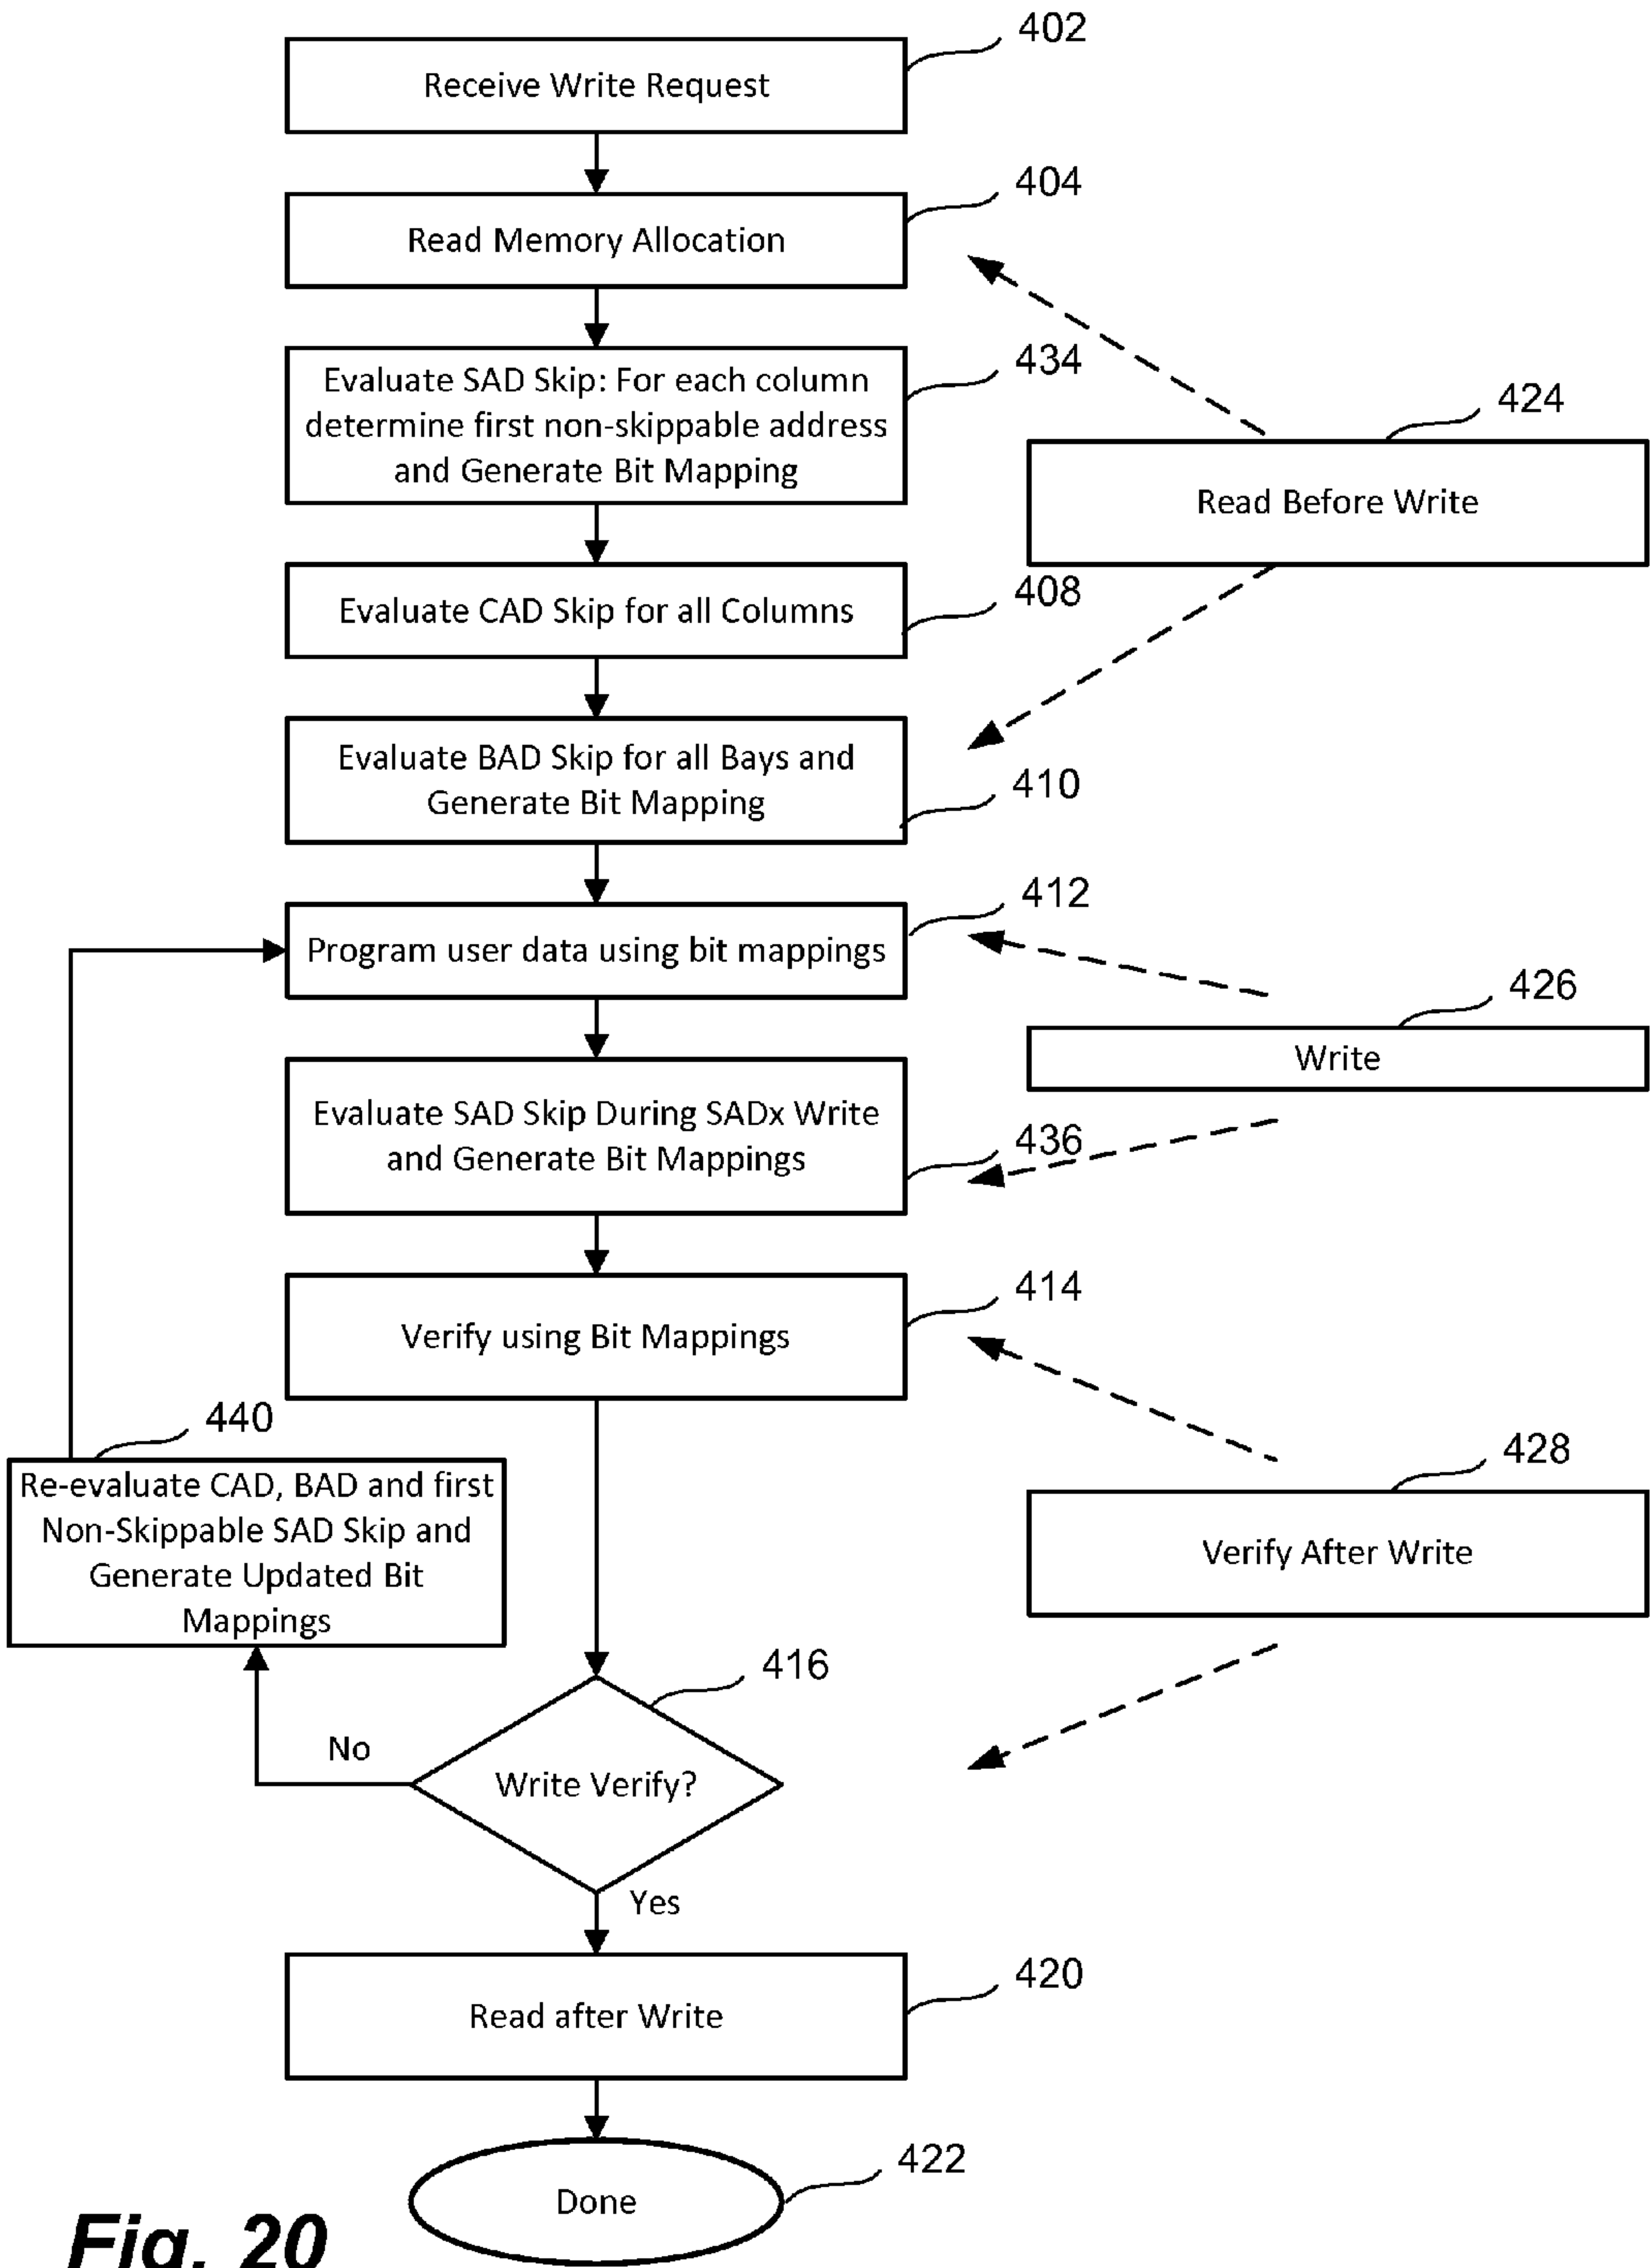 402
Receive Write Request
404
Read Memory Allocation
434
Evaluate SAD Skip: For each column
determine first non-skippable address
and Generate Bit Mapping
424
Read Before Write
408
Evaluate CAD Skip for all Columns
Evaluate BAD Skip for all Bays and
Generate Bit Mapping
410
412
Program user data using bit mappings
426
Write
Evaluate SAD Skip During SADx Write
and Generate Bit Mappings
436
414
Verify using Bit Mappings
440
Re-evaluate CAD, BAD and first
Non-Skippable SAD Skip and
Generate Updated Bit
Mappings
428
Verify After Write
416
No
Write Verify?
Yes
420
Read after Write
422
Done
Fig. 20